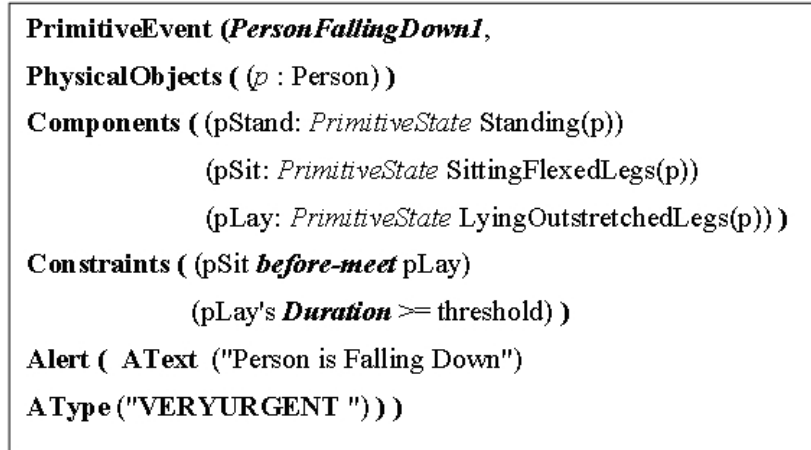 PrimitiveEvent (PersonFallingDown1,
PhysicalObjects ( (p : Person) )
Components ( (pStand: PrimitiveState Standing(p))
(pSit: PrimitiveState SittingFlexedLegs(p))
(pLay: PrimitiveState LyingOutstretchedLegs(p)) )
Constraints ( (pSit before-meet pLay)
(pLay's Duration >= threshold) )
Alert ( AText ("Person is Falling Down")
AType ("VERYURGENT ") ) )